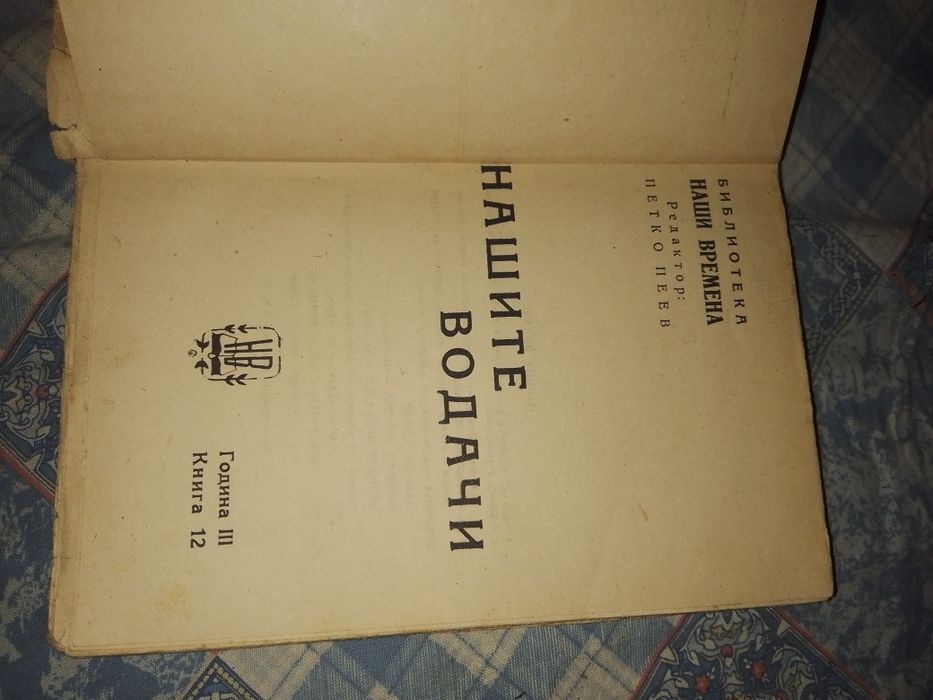 БИБЛИОТЕКА
НАШИ ВРЕМЕНА
Редактор:
ПЕТКО ПЕЕВ
НАШИТЕ
ВОДАЧИ
НВ
Година III
Книга 12